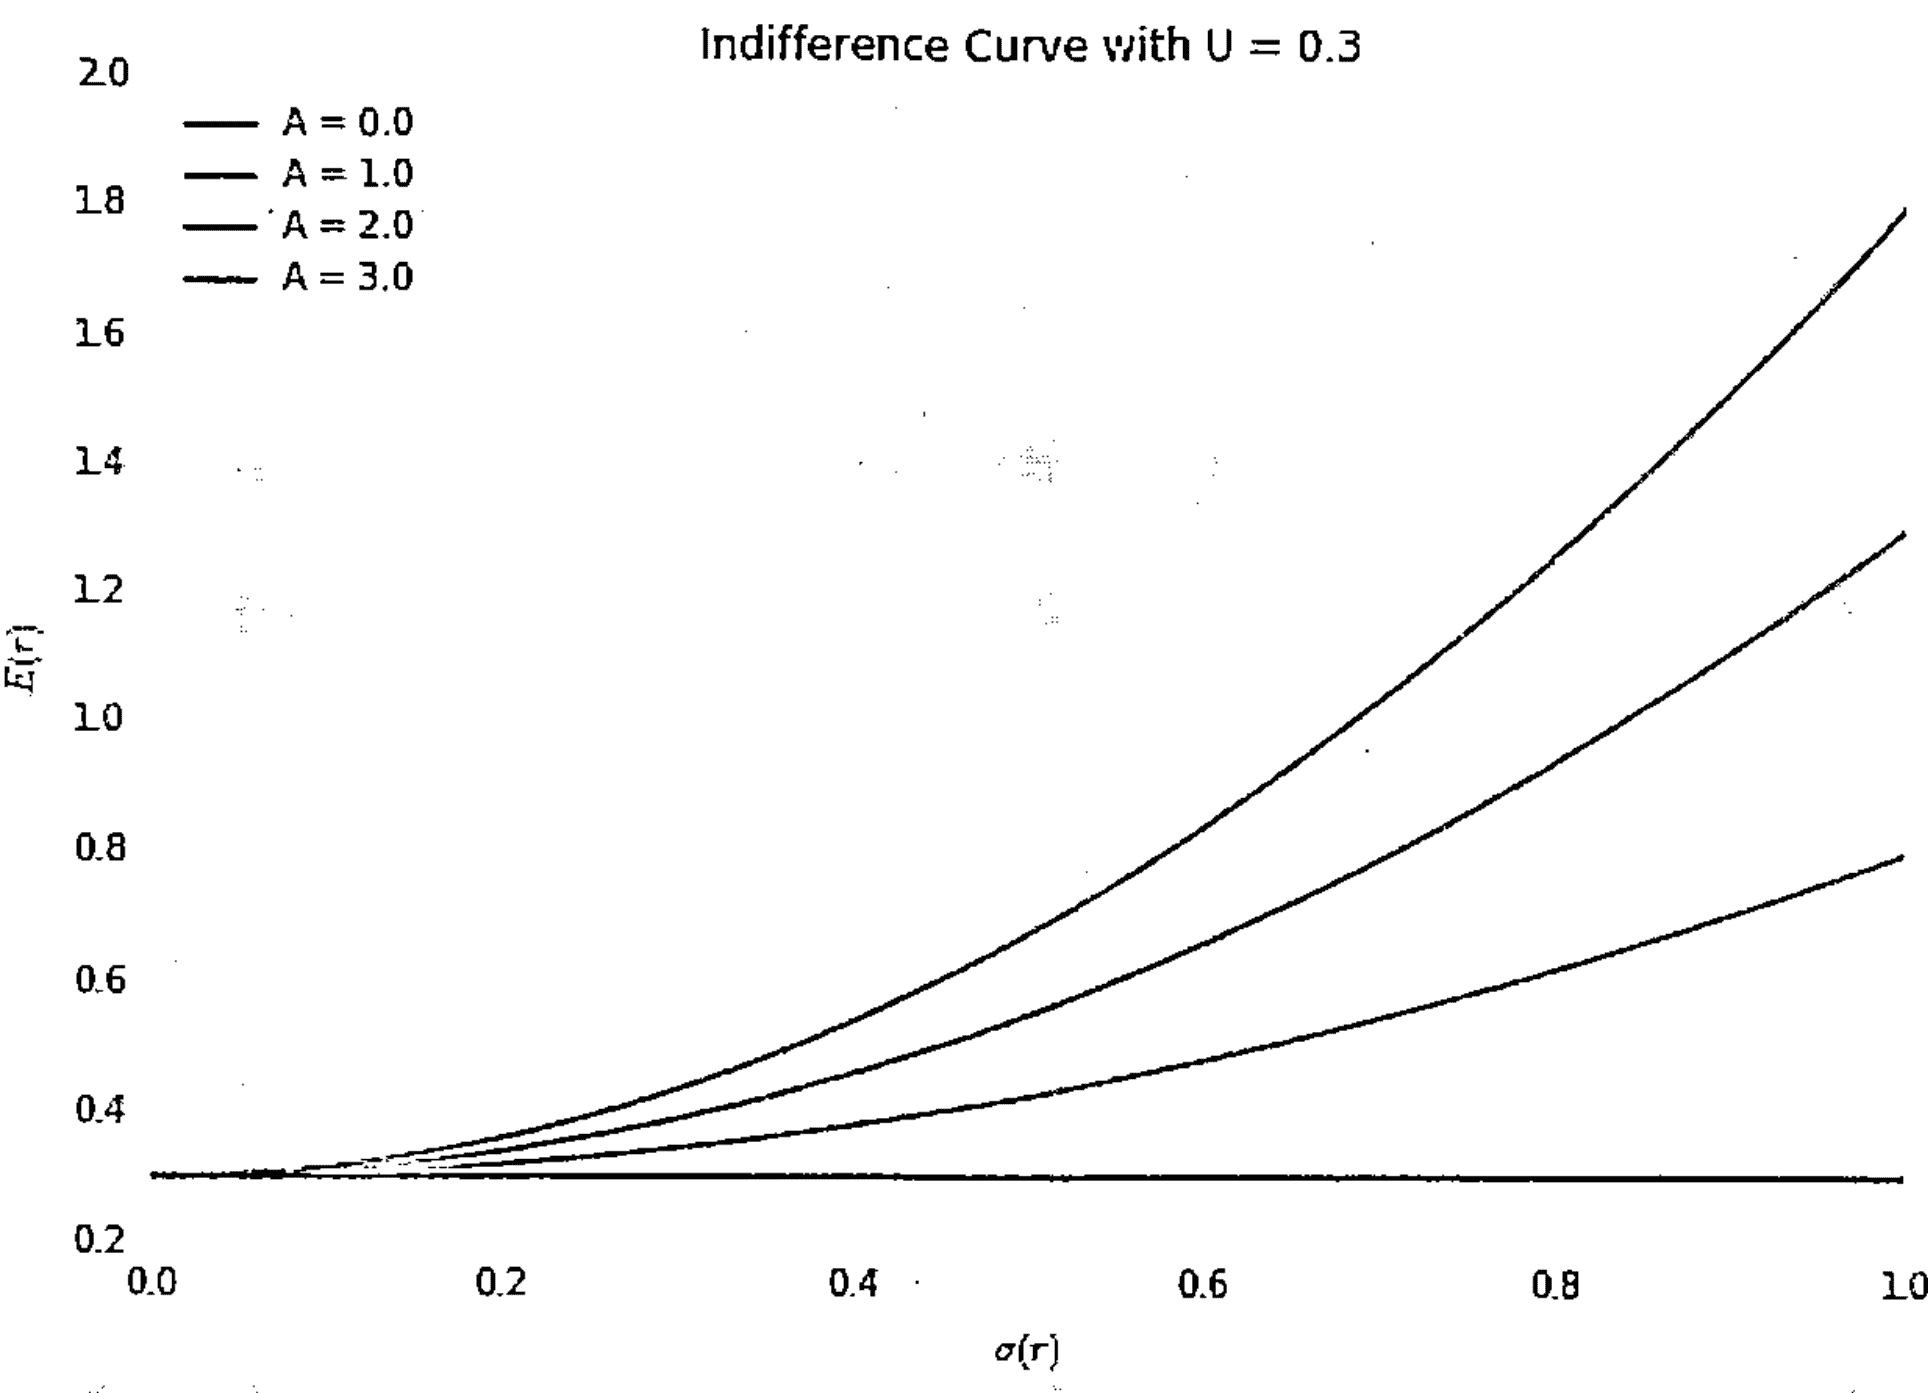 Indifference Curve with U = 0.3
2.0
A = 0.0
A = 1.0
1.8
A = 2.0
A = 3.0
1.6
1.4
1.2
E(r)
1.0
0.8
0.6
0.4
0.2
0.0 0.2 0.4 0.6 0.8 1.0
σ(r)